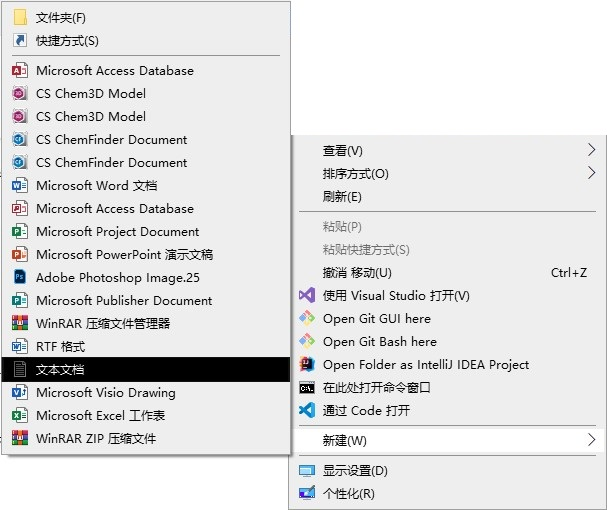 文件夹(F)
快捷方式(S)
Microsoft Access Database
CS Chem3D Model
CS Chem3D Model
CS ChemFinder Document
CS ChemFinder Document
Microsoft Word 文档
Microsoft Access Database
Microsoft Project Document
Microsoft PowerPoint 演示文稿
Adobe Photoshop Image.25
Microsoft Publisher Document
WinRAR 压缩文件管理器
RTF 格式
文本文档
Microsoft Visio Drawing
Microsoft Excel 工作表
WinRAR ZIP 压缩文件
查看(V)
排序方式(O)
刷新(E)
粘贴(P)
粘贴快捷方式(S)
撤消 移动(U) Ctrl+Z
使用 Visual Studio 打开(V)
Open Git GUI here
Open Git Bash here
Open Folder as IntelliJ IDEA Project
在此处打开命令窗口
通过 Code 打开
新建(W)
显示设置(D)
个性化(R)